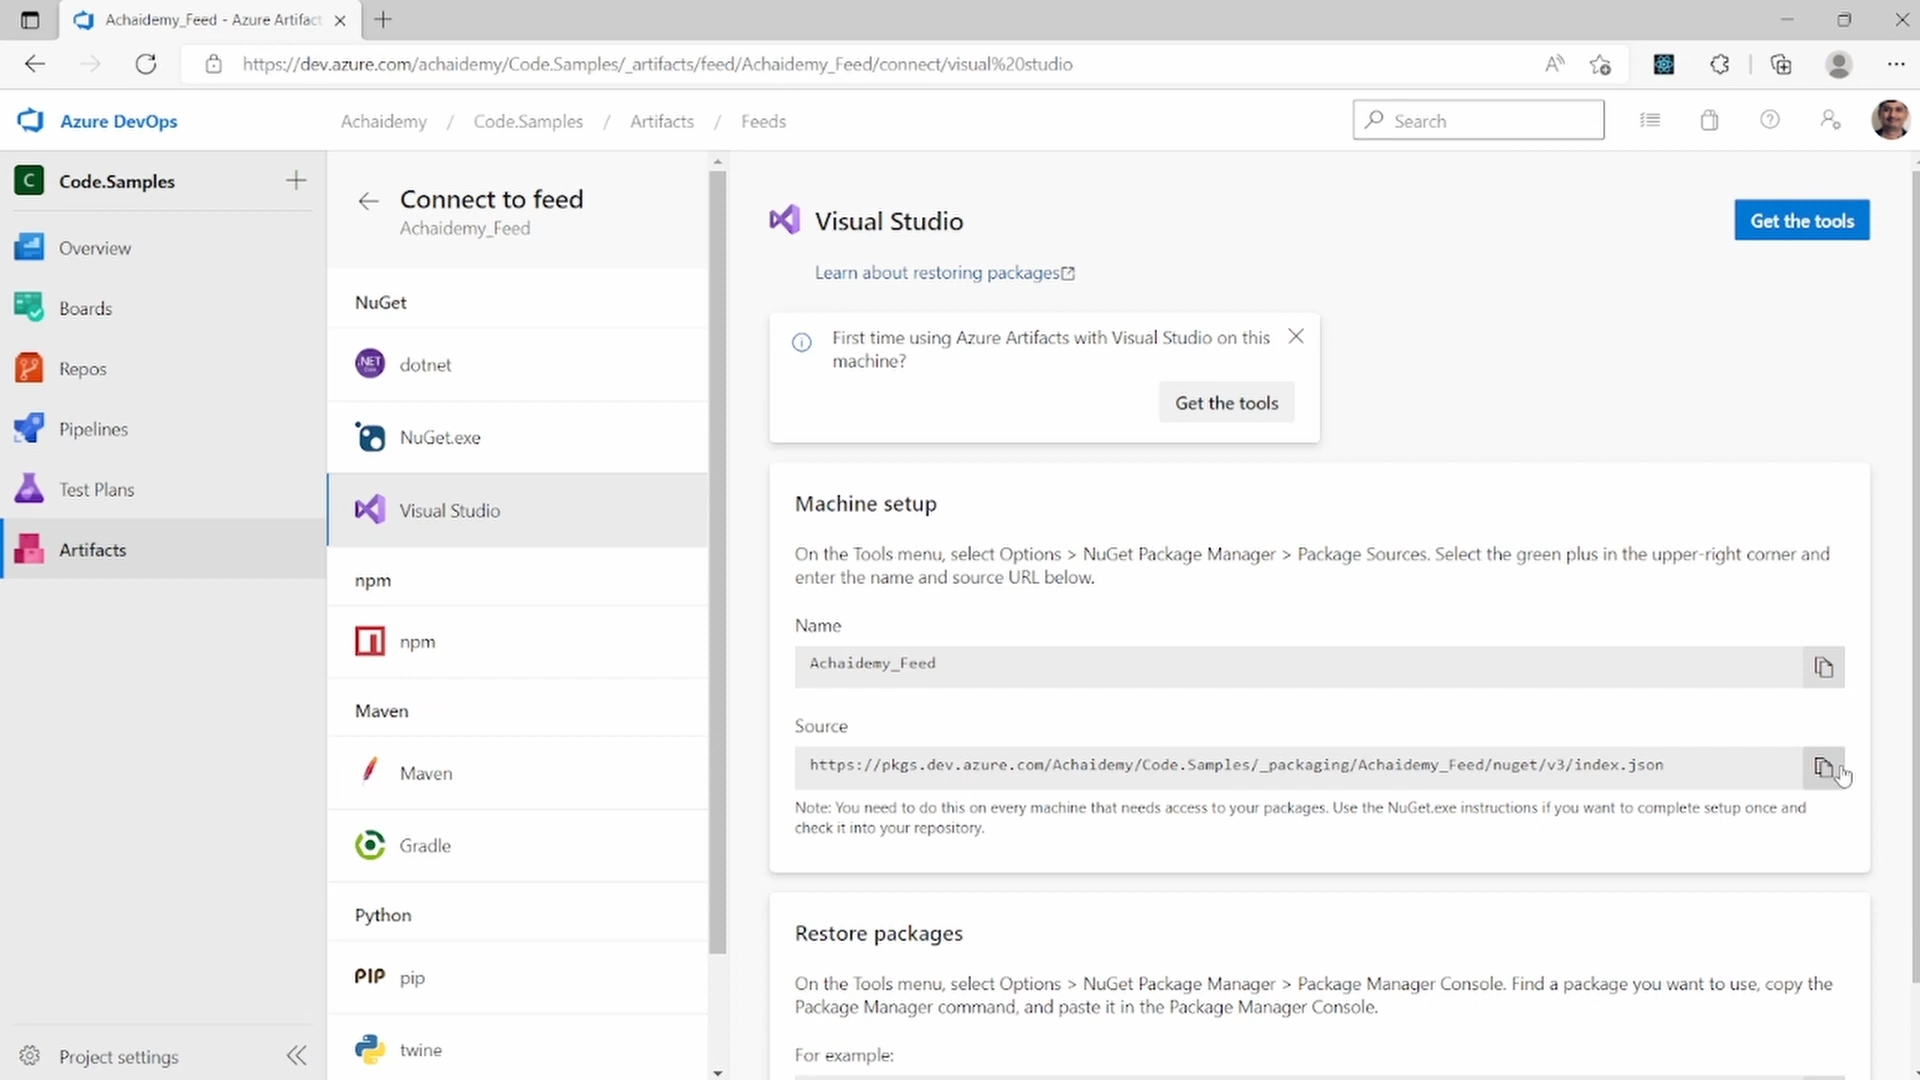 Achaidemy_Feed - Azure Artifact
https://dev.azure.com/achaidemy/Code.Samples/_artifacts/feed/Achaidemy_Feed/connect/visual%20studio
Azure DevOps
Achaidemy / Code.Samples / Artifacts / Feeds
Search
C Code.Samples
Overview
Boards
Repos
Pipelines
Test Plans
Artifacts
Project settings
Connect to feed
Achaidemy_Feed
NuGet
.NET Core dotnet
NuGet.exe
Visual Studio
npm
npm
Maven
Maven
Gradle
Python
PIP pip
twine
Visual Studio
Get the tools
Learn about restoring packages
First time using Azure Artifacts with Visual Studio on this
machine?
Get the tools
Machine setup
On the Tools menu, select Options > NuGet Package Manager > Package Sources. Select the green plus in the upper-right corner and
enter the name and source URL below.
Name
Achaidemy_Feed
Source
https://pkgs.dev.azure.com/Achaidemy/Code.Samples/_packaging/Achaidemy_Feed/nuget/v3/index.json
Note: You need to do this on every machine that needs access to your packages. Use the NuGet.exe instructions if you want to complete setup once and
check it into your repository.
Restore packages
On the Tools menu, select Options > NuGet Package Manager > Package Manager Console. Find a package you want to use, copy the
Package Manager command, and paste it in the Package Manager Console.
For example: